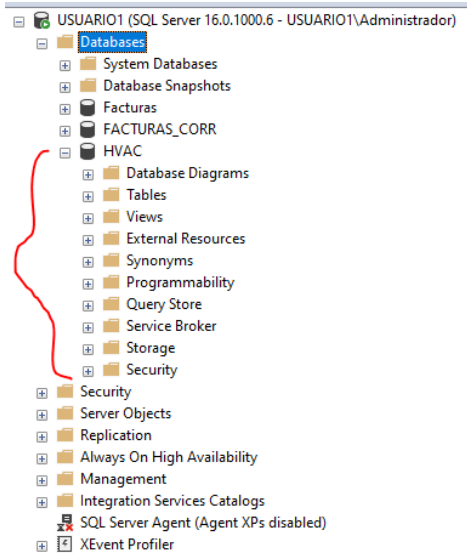 USUARIO1 (SQL Server 16.0.1000.6 - USUARIO1\Administrador)
Databases
System Databases
Database Snapshots
Facturas
FACTURAS_CORR
HVAC
Database Diagrams
Tables
Views
External Resources
Synonyms
Programmability
Query Store
Service Broker
Storage
Security
Security
Server Objects
Replication
Always On High Availability
Management
Integration Services Catalogs
SQL Server Agent (Agent XPs disabled)
XEvent Profiler